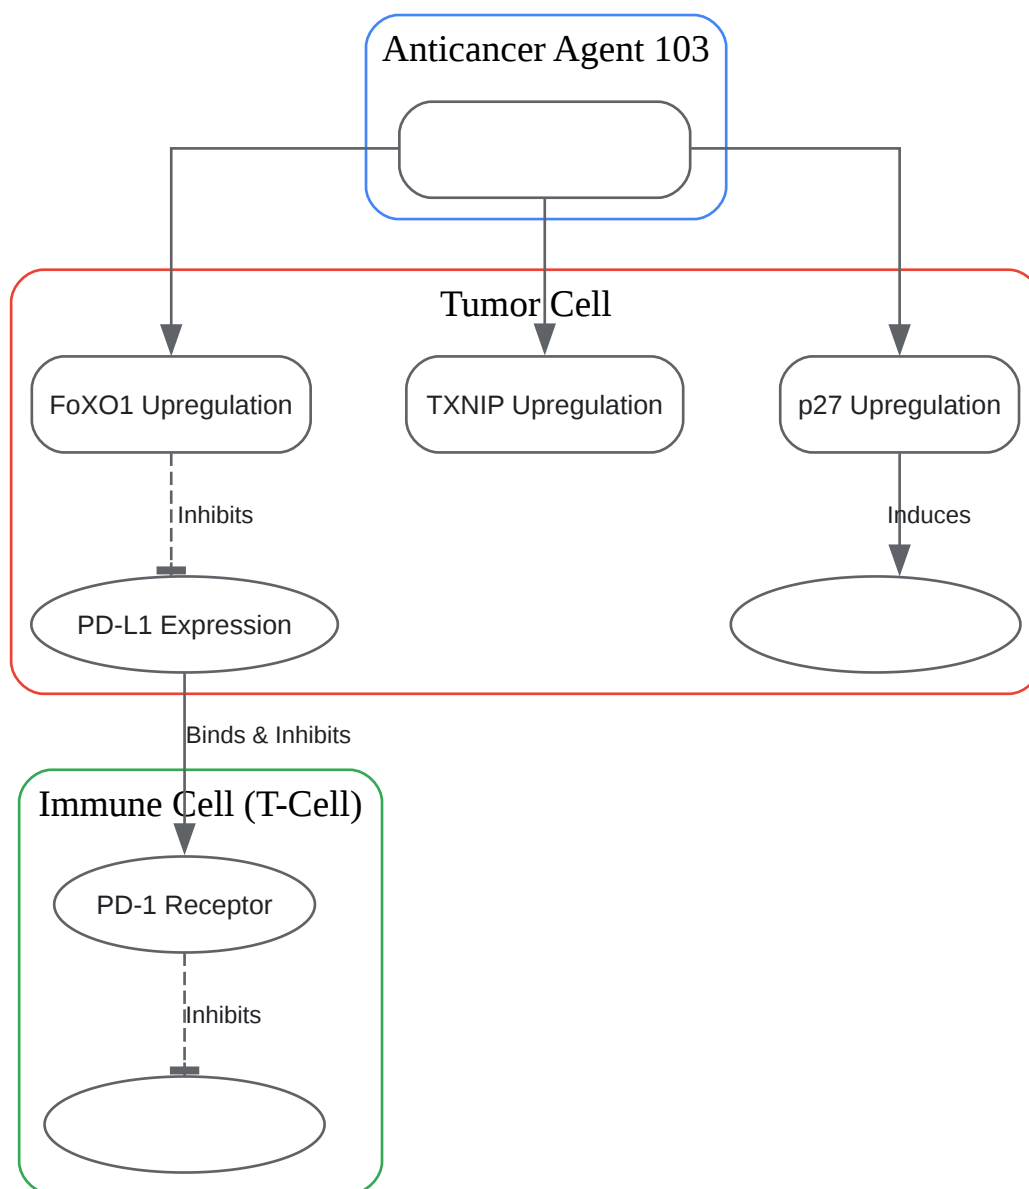 Anticancer Agent 103
Tumor Cell
FoXO1 Upregulation
TXNIP Upregulation
p27 Upregulation
Inhibits
Induces
PD-L1 Expression
Binds & Inhibits
Immune Cell (T-Cell)
PD-1 Receptor
Inhibits